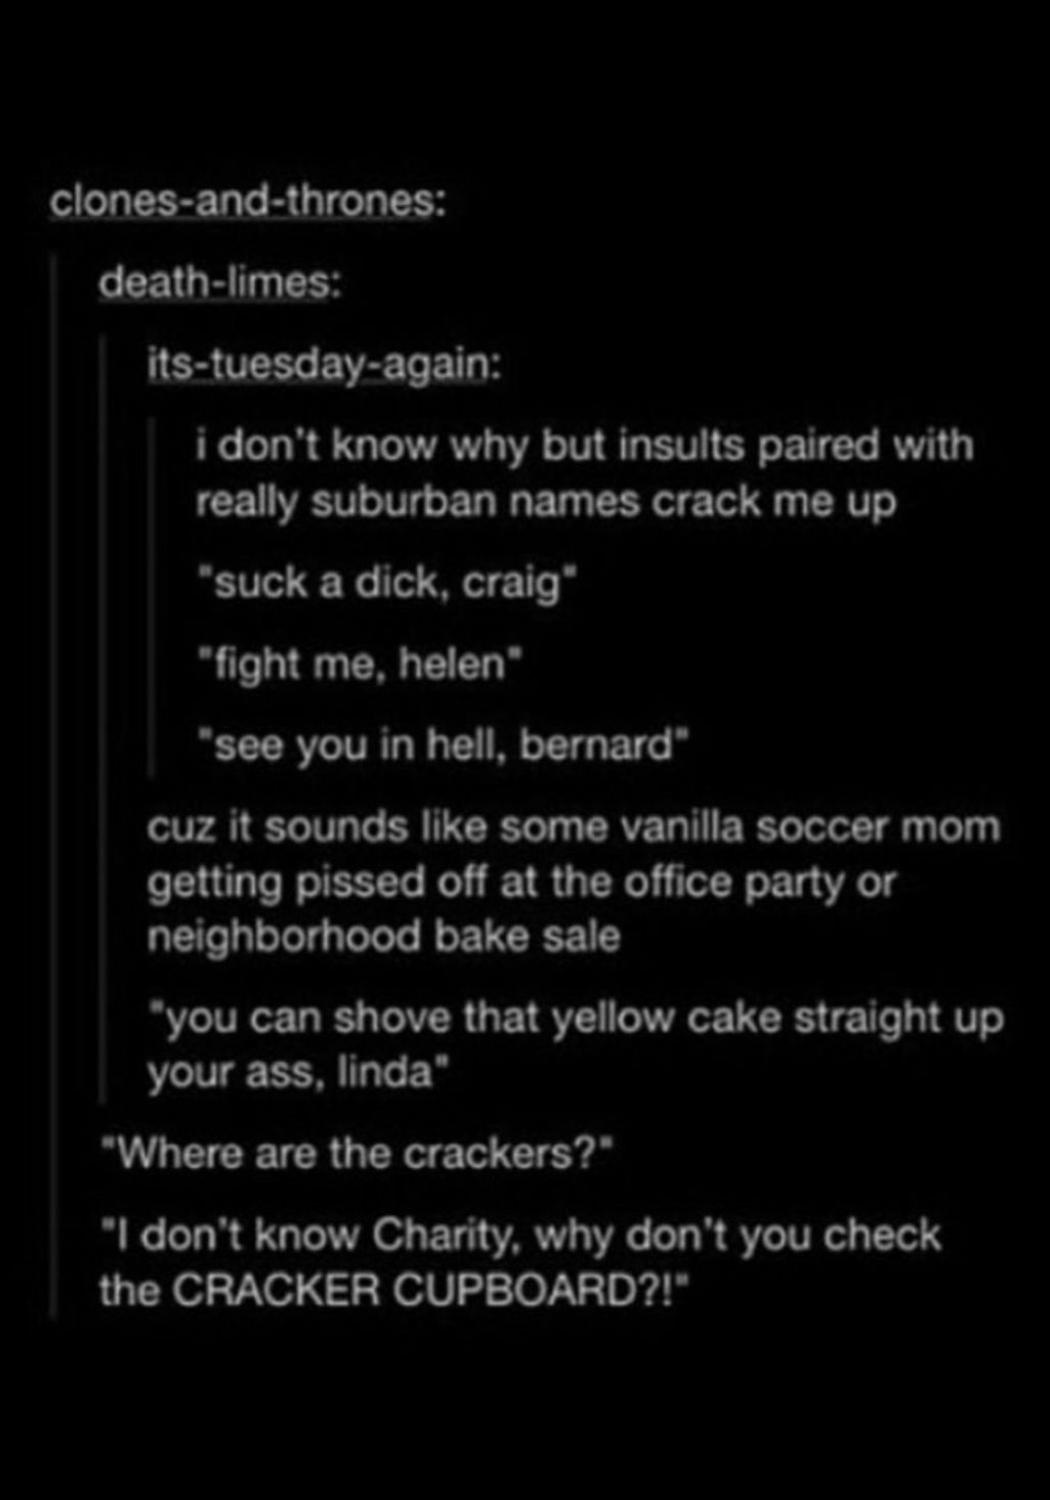 clones-and-thrones:
death-limes:
its-tuesday-again:
i don't know why but insults paired with
really suburban names crack me up
"suck a dick, craig"
"fight me, helen"
"see you in hell, bernard"
cuz it sounds like some vanilla soccer mom
getting pissed off at the office party or
neighborhood bake sale
"you can shove that yellow cake straight up
your ass, linda"
"Where are the crackers?"
"I don't know Charity, why don't you check
the CRACKER CUPBOARD?!"